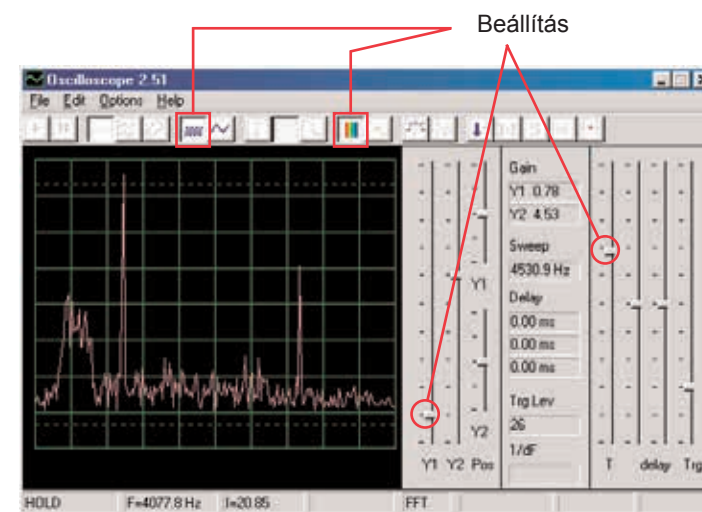 Beállítás
Oscilloscope 2.51
File Edit Options Help
Gain
Y1 0.78
Y2 4.53
Sweep
4530.9 Hz
Y1
Delay
0.00 ms
0.00 ms
0.00 ms
Trg Lev
26
Y2
1/dF
Y1 Y2 Pos
T delay Trg
HOLD F=4077.8 Hz I=20.85 FFT